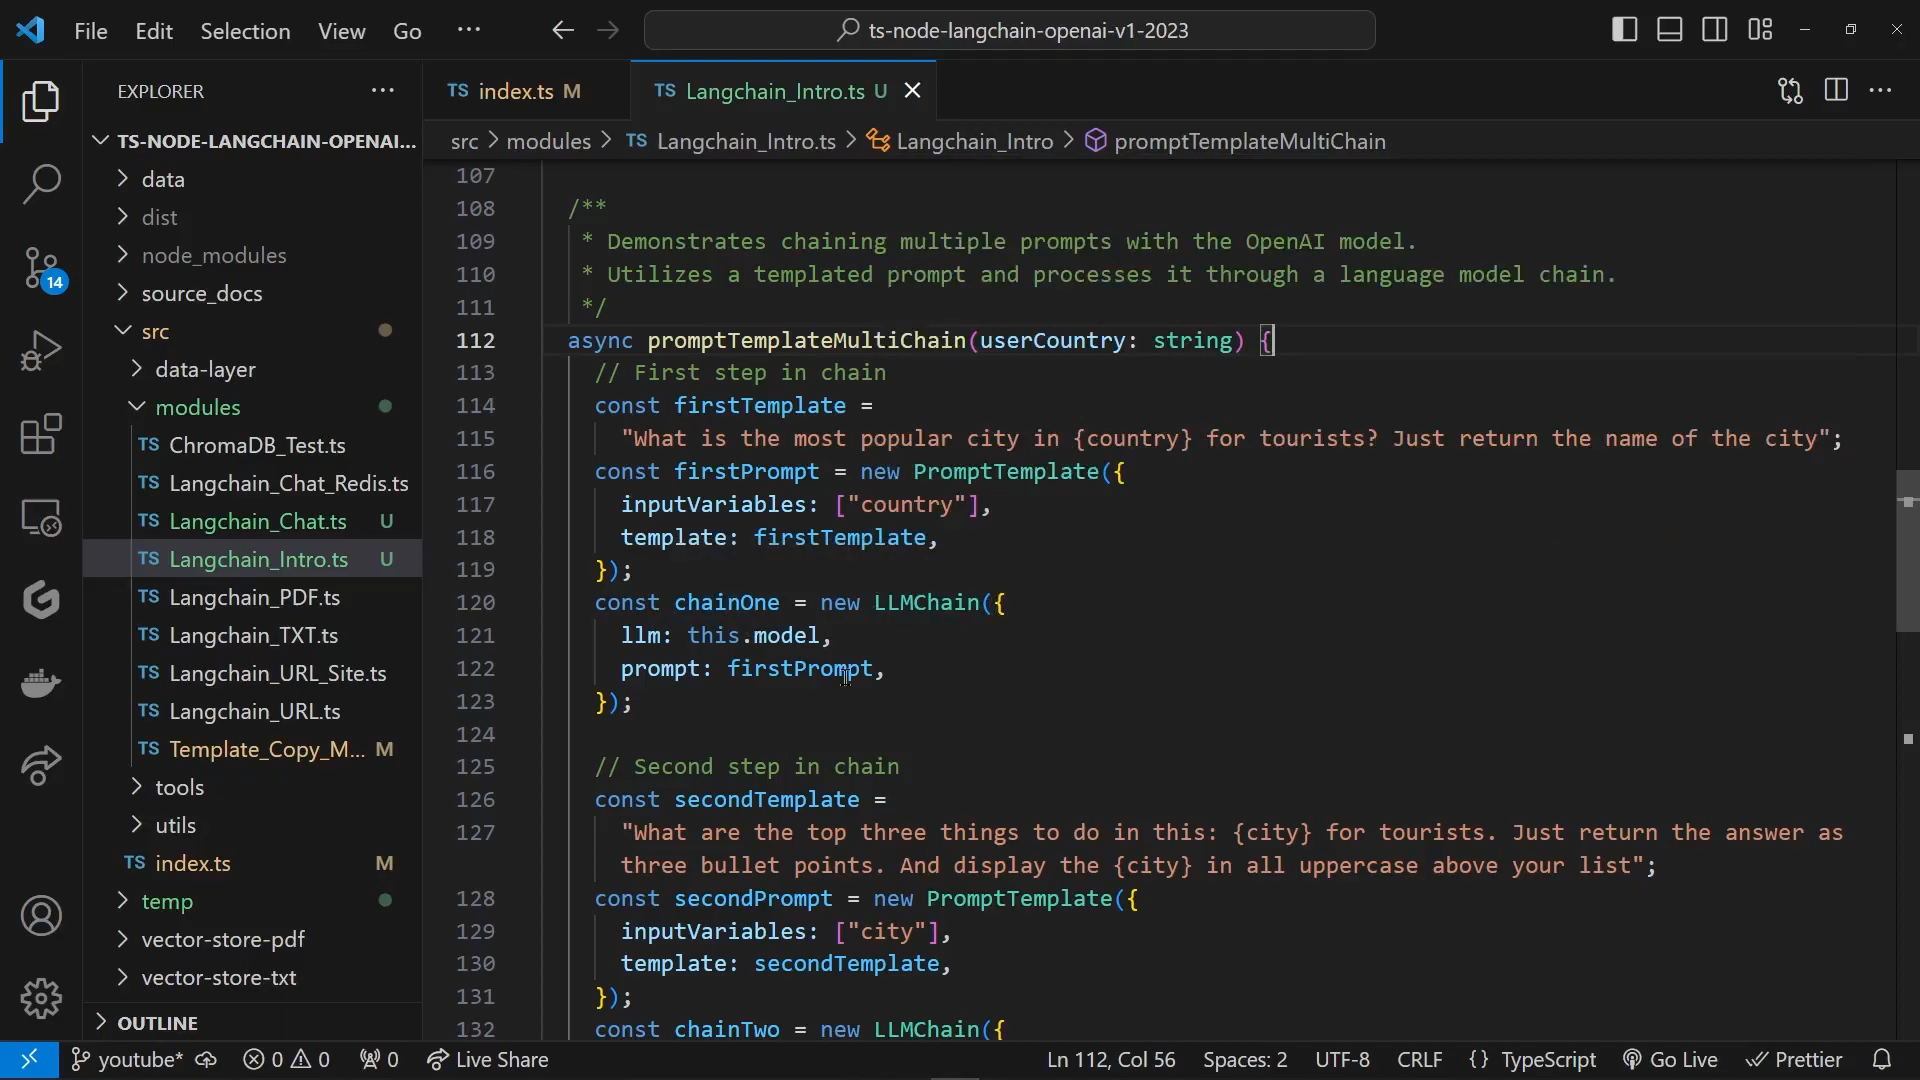 File Edit Selection View Go ··· ts-node-langchain-openai-v1-2023
EXPLORER ···
TS-NODE-LANGCHAIN-OPENAI...
data
dist
node_modules
source_docs
src
data-layer
modules
TS ChromaDB_Test.ts
TS Langchain_Chat_Redis.ts
TS Langchain_Chat.ts U
TS Langchain_Intro.ts U
TS Langchain_PDF.ts
TS Langchain_TXT.ts
TS Langchain_URL_Site.ts
TS Langchain_URL.ts
TS Template_Copy_M... M
tools
utils
TS index.ts M
temp
vector-store-pdf
vector-store-txt
OUTLINE
14
TS index.ts M TS Langchain_Intro.ts U
src > modules > TS Langchain_Intro.ts > Langchain_Intro > promptTemplateMultiChain
107
108 /**
109 * Demonstrates chaining multiple prompts with the OpenAI model.
110 * Utilizes a templated prompt and processes it through a language model chain.
111 */
112 async promptTemplateMultiChain(userCountry: string) {
113 // First step in chain
114 const firstTemplate =
115 "What is the most popular city in {country} for tourists? Just return the name of the city";
116 const firstPrompt = new PromptTemplate({
117 inputVariables: ["country"],
118 template: firstTemplate,
119 });
120 const chainOne = new LLMChain({
121 llm: this.model,
122 prompt: firstPrompt,
123 });
124
125 // Second step in chain
126 const secondTemplate =
127 "What are the top three things to do in this: {city} for tourists. Just return the answer as
three bullet points. And display the {city} in all uppercase above your list";
128 const secondPrompt = new PromptTemplate({
129 inputVariables: ["city"],
130 template: secondTemplate,
131 });
132 const chainTwo = new LLMChain({
youtube* 0 0 0 Live Share Ln 112, Col 56 Spaces: 2 UTF-8 CRLF {} TypeScript Go Live Prettier